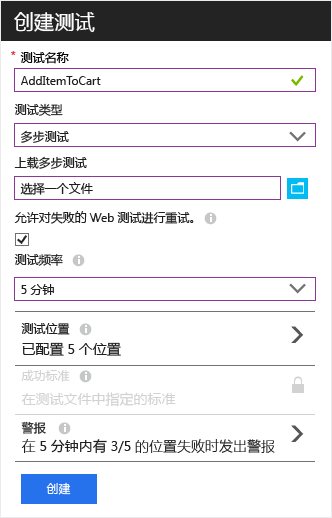 创建测试
* 测试名称
AddItemToCart
测试类型
多步测试
上载多步测试
选择一个文件
允许对失败的 Web 测试进行重试。
测试频率
5 分钟
测试位置
已配置 5 个位置
成功标准
在测试文件中指定的标准
警报
在 5 分钟内有 3/5 的位置失败时发出警报
创建